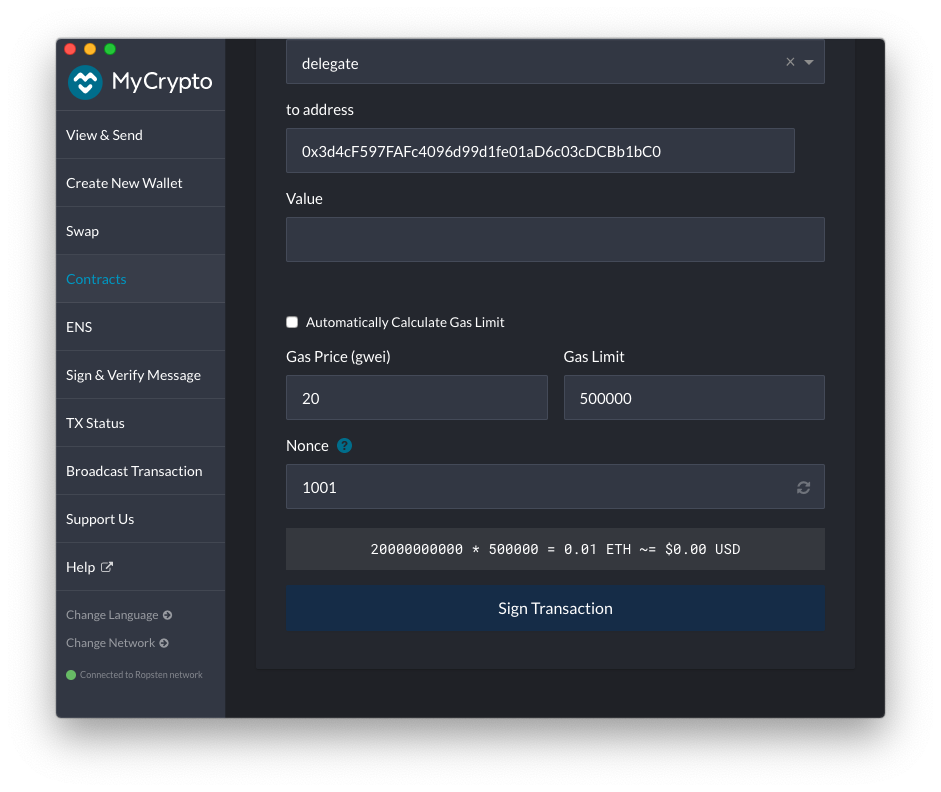 MyCrypto
View & Send
Create New Wallet
Swap
Contracts
ENS
Sign & Verify Message
TX Status
Broadcast Transaction
Support Us
Help
Change Language
Change Network
Connected to Ropsten network
delegate
to address
0x3d4cF597FAFc4096d99d1fe01aD6c03cDCBb1bC0
Value
Automatically Calculate Gas Limit
Gas Price (gwei)
Gas Limit
20
500000
Nonce ?
1001
20000000000 * 500000 = 0.01 ETH ~= $0.00 USD
Sign Transaction